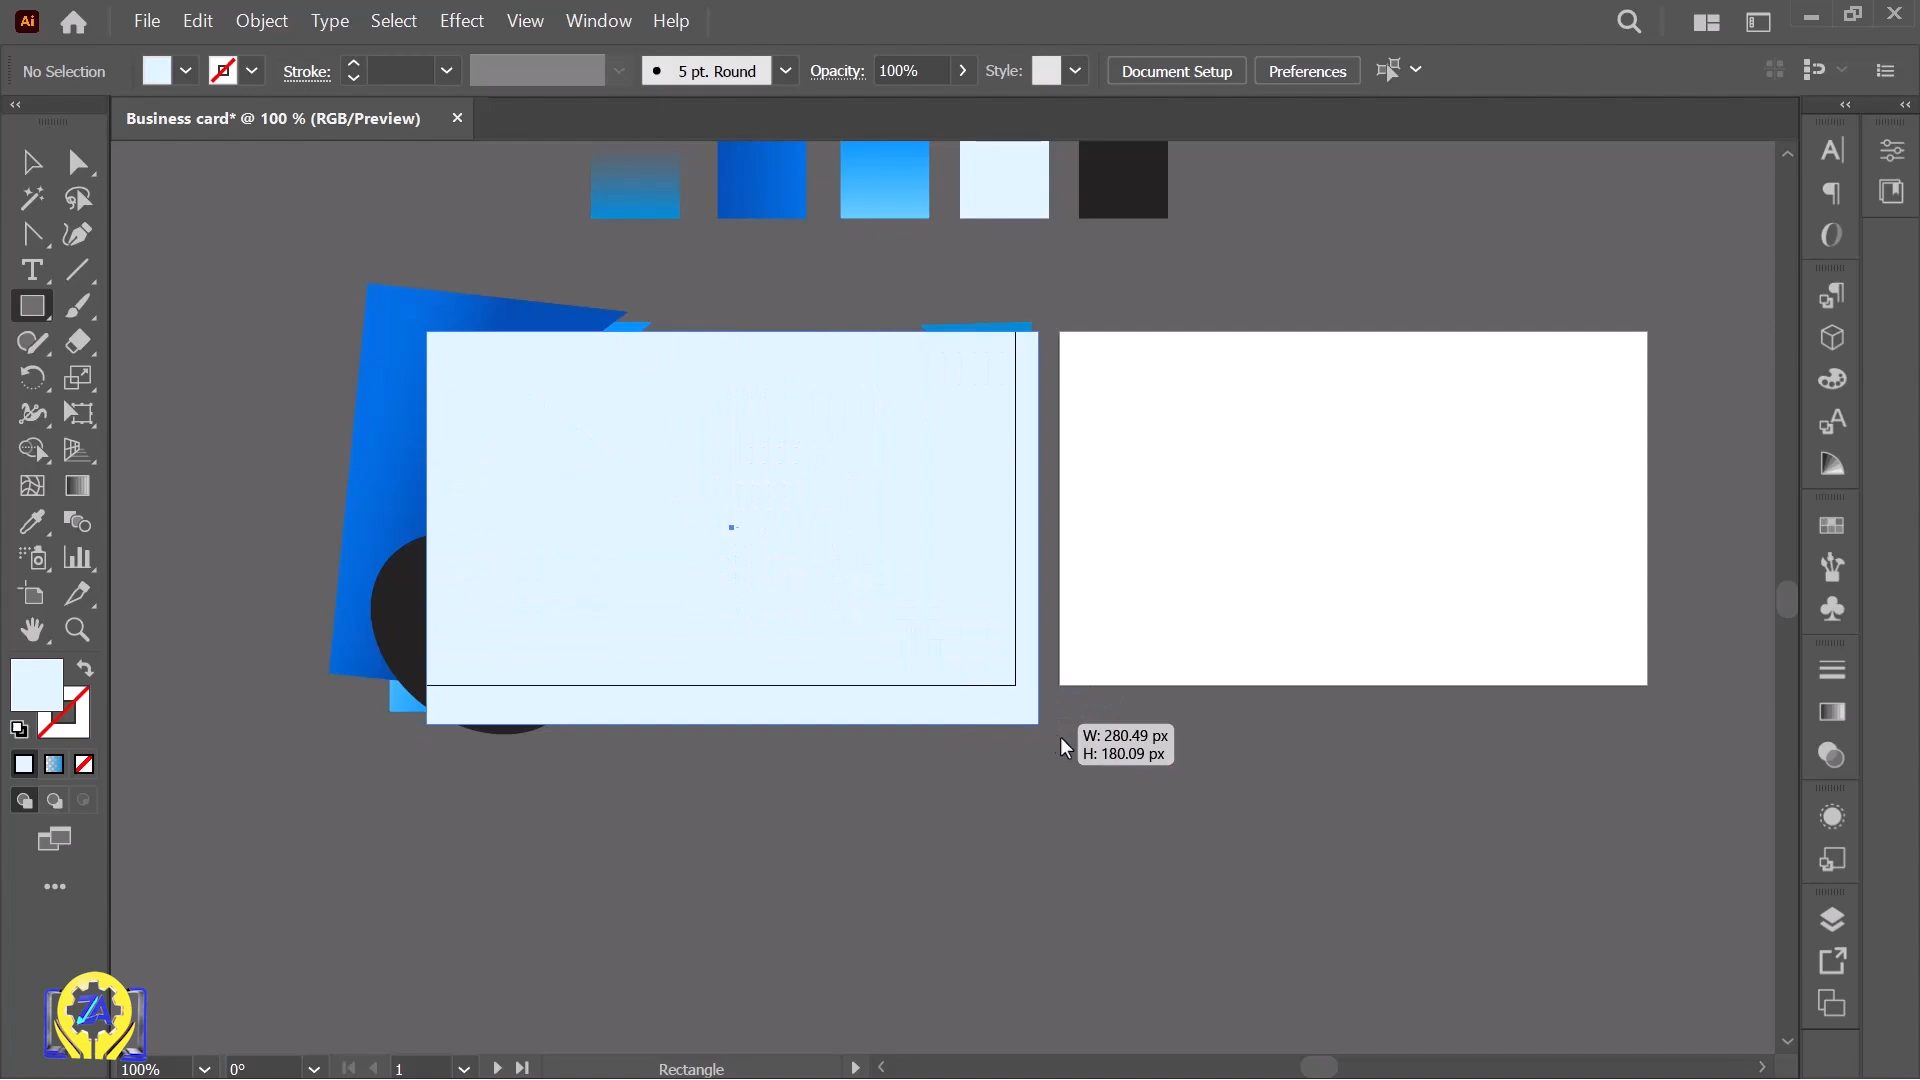 Ai File Edit Object Type Select Effect View Window Help
No Selection Stroke: 5 pt. Round Opacity: 100% Style: Document Setup Preferences
Business card* @ 100 % (RGB/Preview)
W: 280.49 px
H: 180.09 px
ZA
100% 0° 1 Rectangle